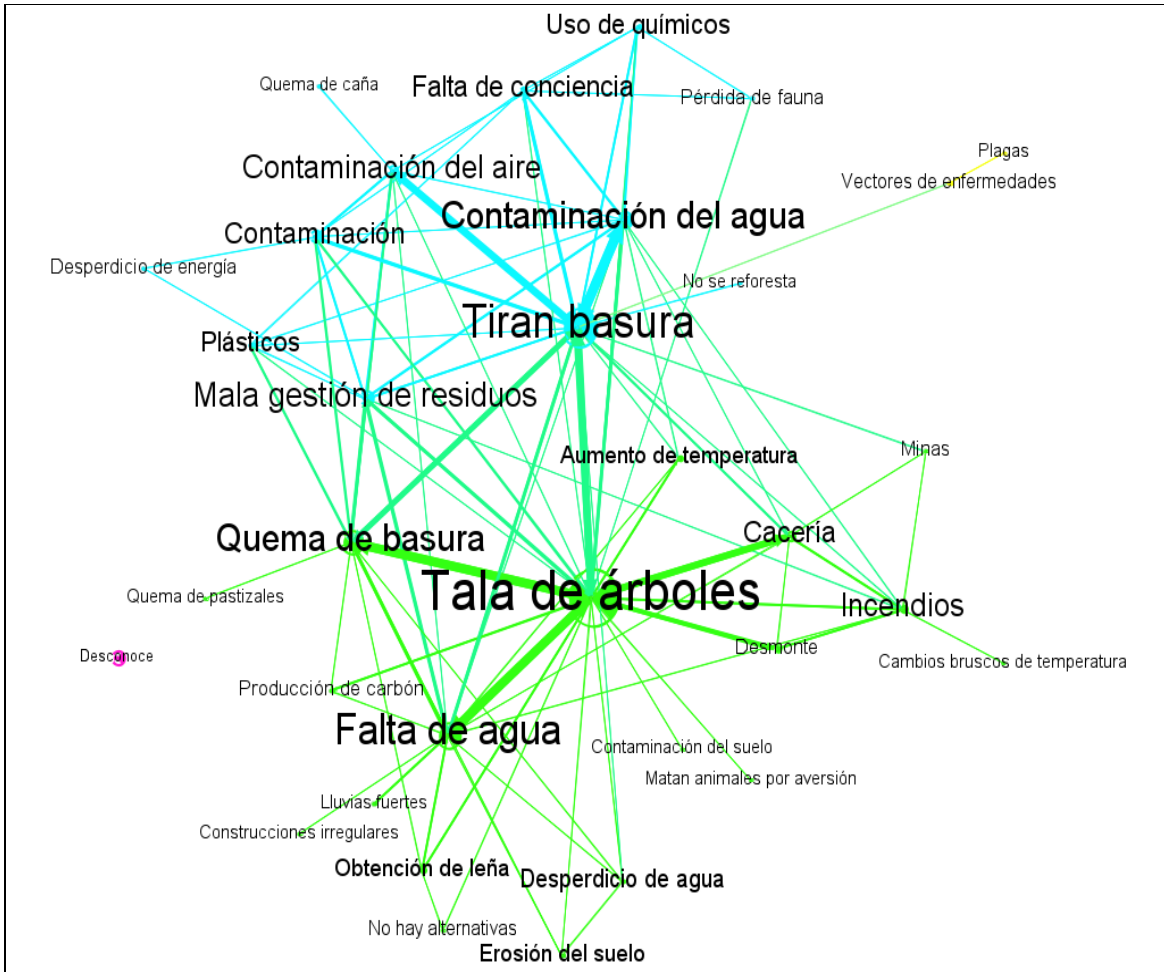 Uso de químicos
Quema de caña
Falta de conciencia
Pérdida de fauna
Plagas
Contaminación del aire
Vectores de enfermedades
Contaminación del agua
Contaminación
Desperdicio de energía
No se reforesta
Tiran basura
Plásticos
Mala gestión de residuos
Aumento de temperatura
Minas
Cacería
Quema de basura
Tala de árboles
Quema de pastizales
Incendios
Desmonte
Desconoce
Cambios bruscos de temperatura
Producción de carbón
Falta de agua
Contaminación del suelo
Matan animales por aversión
Lluvias fuertes
Construcciones irregulares
Obtención de leña
Desperdicio de agua
No hay alternativas
Erosión del suelo